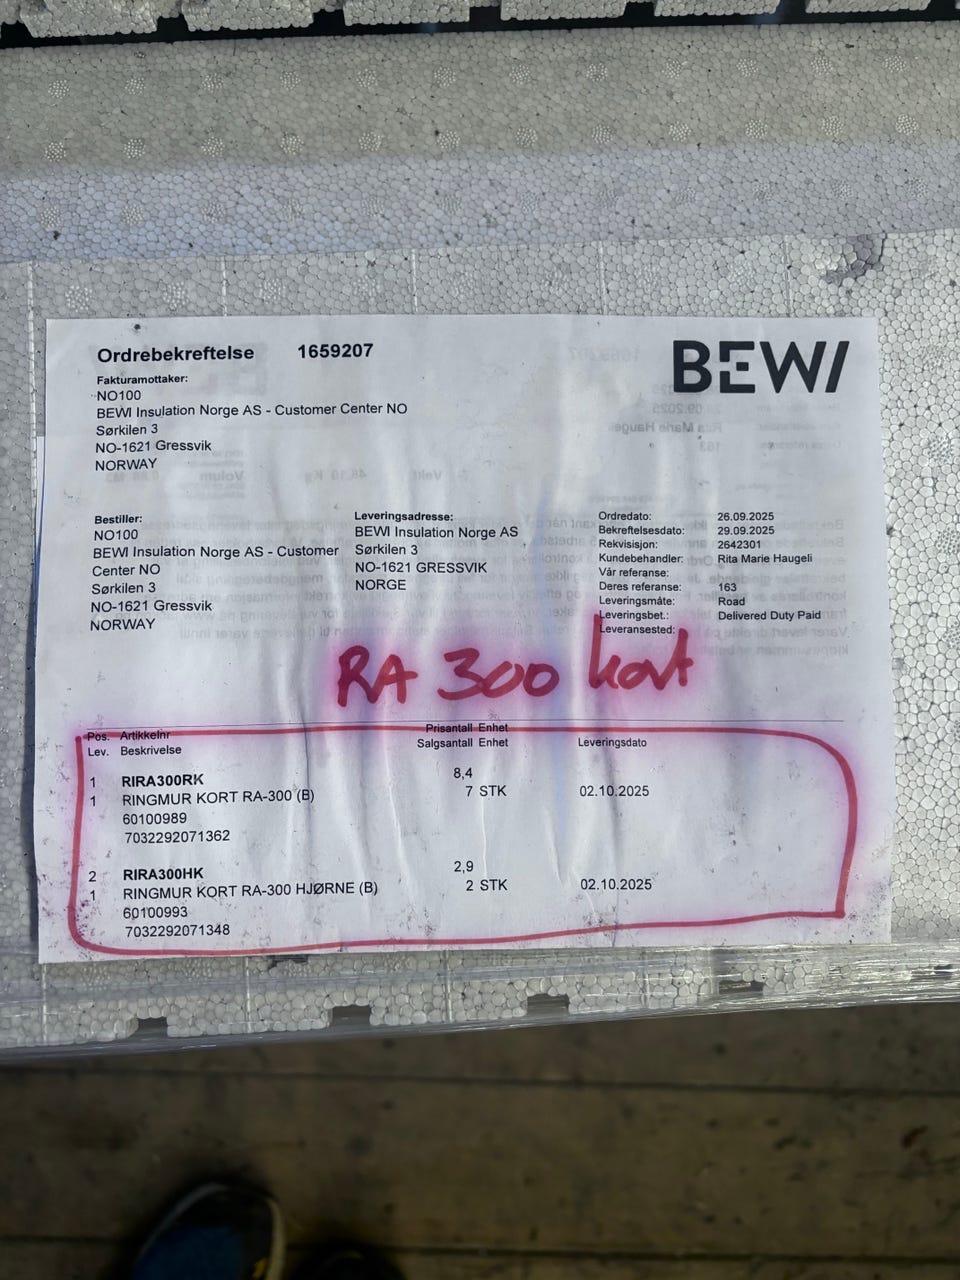 Ordrebekreftelse 1659207
BEWI
Fakturamottaker:
NO100
BEWI Insulation Norge AS - Customer Center NO
Sørkilen 3
NO-1621 Gressvik
NORWAY
Bestiller:
NO100
BEWI Insulation Norge AS - Customer
Center NO
Sørkilen 3
NO-1621 Gressvik
NORWAY
Leveringsadresse:
BEWI Insulation Norge AS
Sørkilen 3
NO-1621 GRESSVIK
NORGE
Ordredato: 26.09.2025
Bekreftelsesdato: 29.09.2025
Rekvisisjon: 2642301
Kundebehandler: Rita Marie Haugeli
Vår referanse:
Deres referanse: 163
Leveringsmåte: Road
Leveringsbet.: Delivered Duty Paid
Leveransested:
RA 300 kort
Pos. Artikkelnr Prisantall Enhet
Lev. Beskrivelse Salgsantall Enhet Leveringsdato
1 RIRA300RK 8,4
1 RINGMUR KORT RA-300 (B) 7 STK 02.10.2025
60100989
7032292071362
2 RIRA300HK 2,9
1 RINGMUR KORT RA-300 HJØRNE (B) 2 STK 02.10.2025
60100993
7032292071348